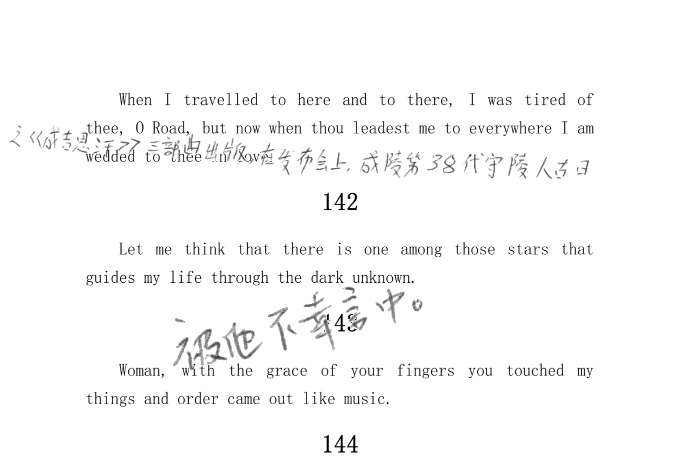 When I travelled to here and to there, I was tired of
thee, O Road, but now when thou leadest me to everywhere I am
wedded to thee in love.
之《成吉思汗》三部曲出版,在发布会上,成陵第38代守陵人古日
142
Let me think that there is one among those stars that
guides my life through the dark unknown.
被他不幸言中。
143
Woman, with the grace of your fingers you touched my
things and order came out like music.
144